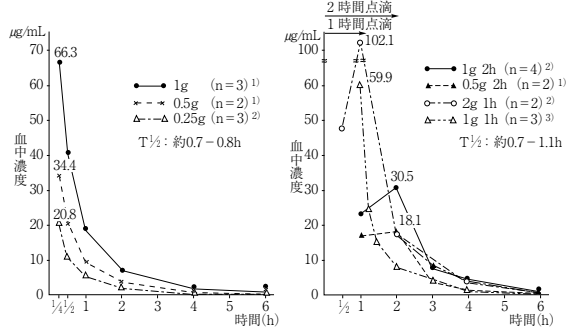 μg/mL
70
60
50
40
30
20
10
0
血中濃度
66.3
34.4
20.8
1g (n=3)1)
0.5g (n=2)1)
0.25g (n=3)2)
T½：約0.7－0.8h
¼ ½ 1 2 3 4 5 6
時間(h)
2 時間点滴
1 時間点滴
μg/mL
100
60
50
40
30
20
10
0
血中濃度
102.1
59.9
30.5
18.1
1g 2h (n=4)2)
0.5g 2h (n=2)1)
2g 1h (n=2)2)
1g 1h (n=3)3)
T½：約0.7－1.1h
½ 1 2 3 4 5 6
時間(h)